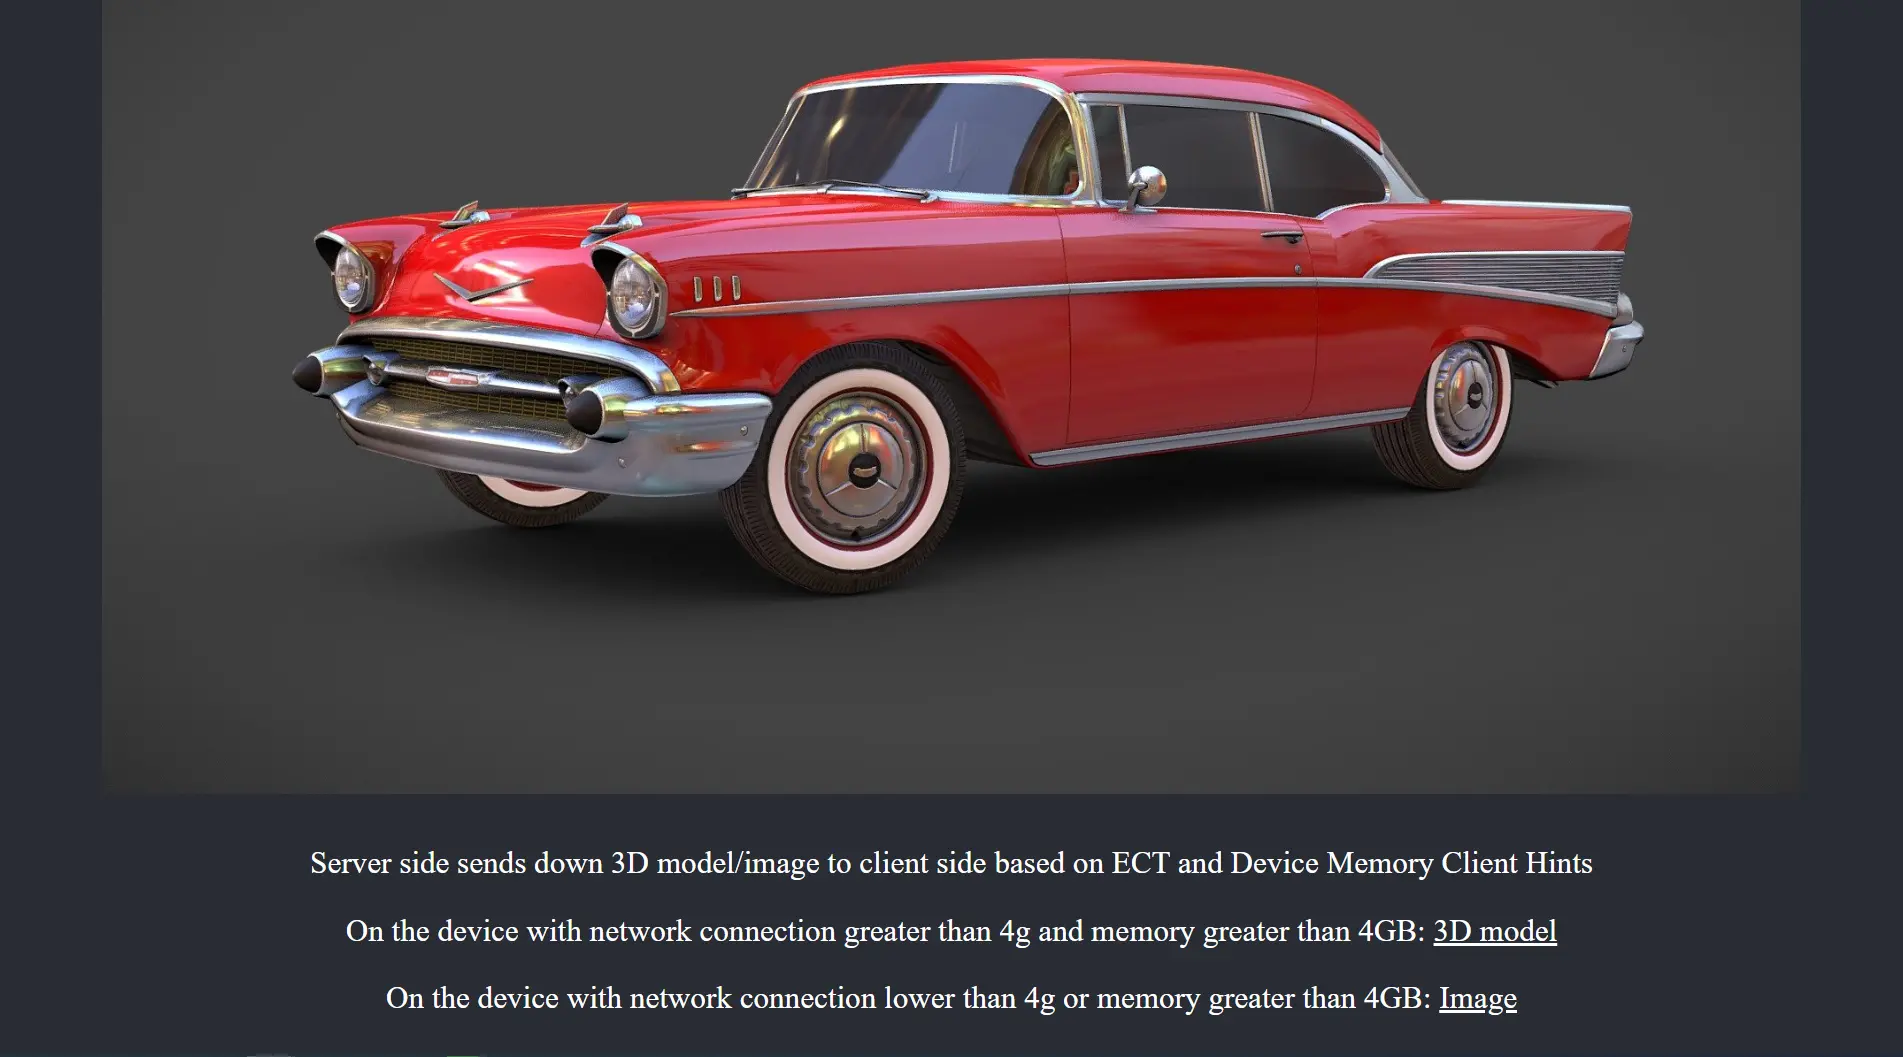 Server side sends down 3D model/image to client side based on ECT and Device Memory Client Hints
On the device with network connection greater than 4g and memory greater than 4GB: 3D model
On the device with network connection lower than 4g or memory greater than 4GB: Image